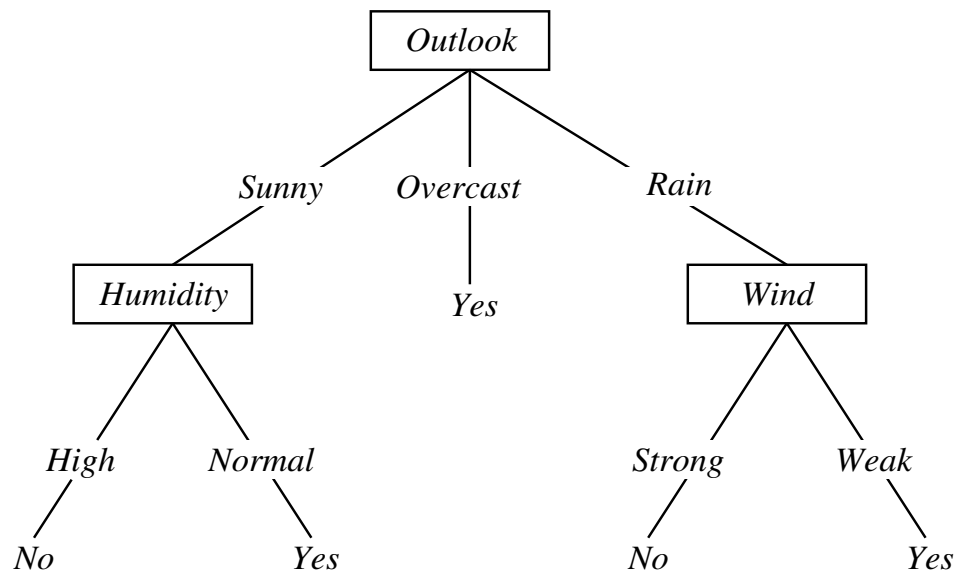 Outlook
Sunny Overcast Rain
Humidity Yes Wind
High Normal Strong Weak
No Yes No Yes